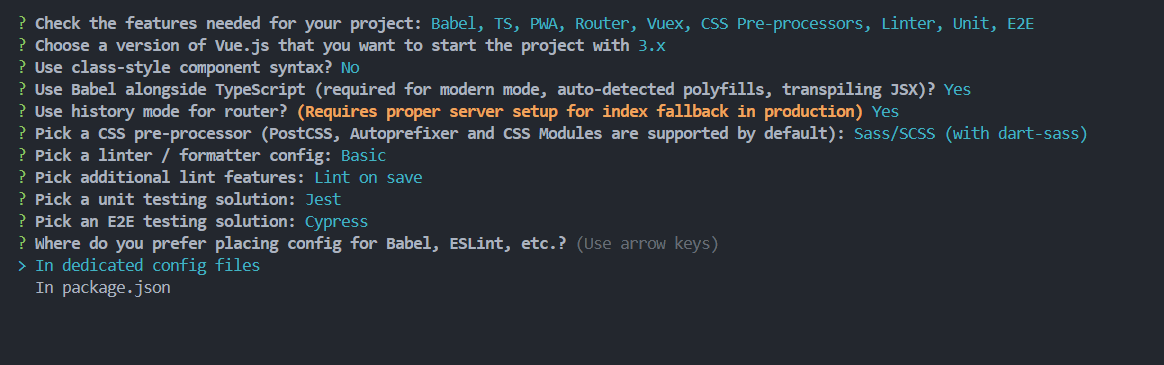 ? Check the features needed for your project: Babel, TS, PWA, Router, Vuex, CSS Pre-processors, Linter, Unit, E2E
? Choose a version of Vue.js that you want to start the project with 3.x
? Use class-style component syntax? No
? Use Babel alongside TypeScript (required for modern mode, auto-detected polyfills, transpiling JSX)? Yes
? Use history mode for router? (Requires proper server setup for index fallback in production) Yes
? Pick a CSS pre-processor (PostCSS, Autoprefixer and CSS Modules are supported by default): Sass/SCSS (with dart-sass)
? Pick a linter / formatter config: Basic
? Pick additional lint features: Lint on save
? Pick a unit testing solution: Jest
? Pick an E2E testing solution: Cypress
? Where do you prefer placing config for Babel, ESLint, etc.? (Use arrow keys)
> In dedicated config files
In package.json